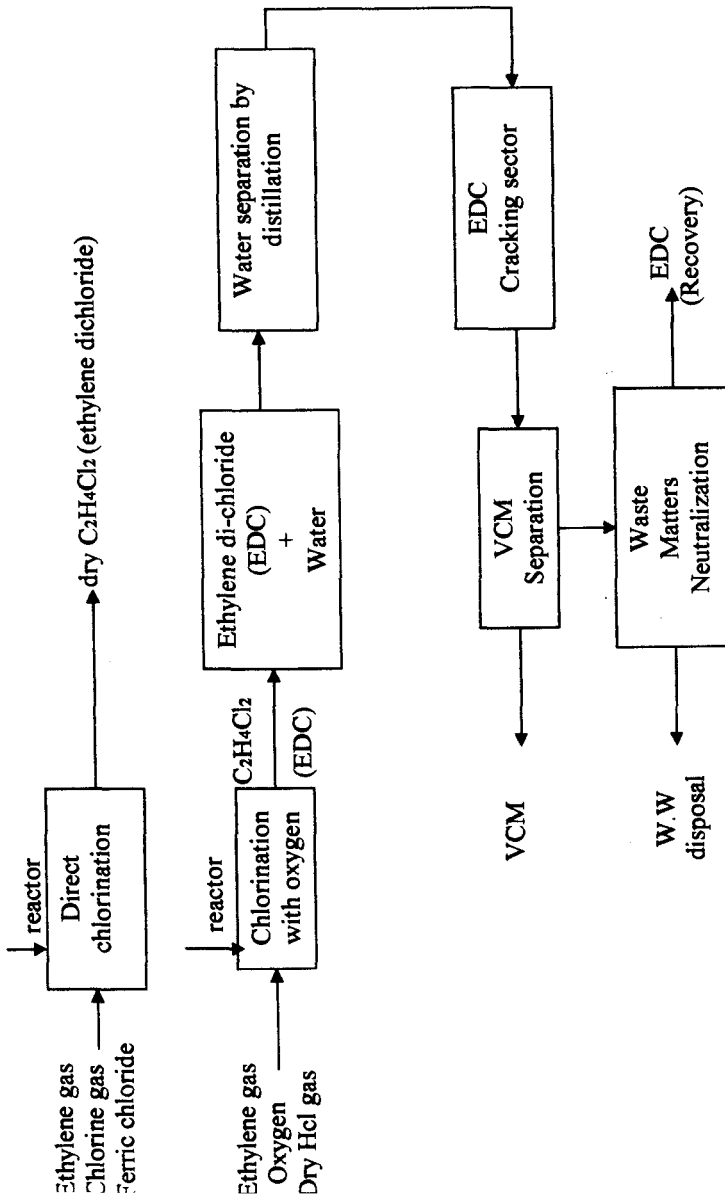 reactor
Ethylene gas
Chlorine gas
Ferric chloride
Direct
chlorination
dry C2H4Cl2 (ethylene dichloride)
reactor
Ethylene gas
Oxygen
Dry Hcl gas
Chlorination
with oxygen
C2H4Cl2
(EDC)
Ethylene di-chloride
(EDC)
+
Water
Water separation by
distillation
EDC
Cracking sector
VCM
Separation
VCM
Waste
Matters
Neutralization
EDC
(Recovery)
W.W
disposal